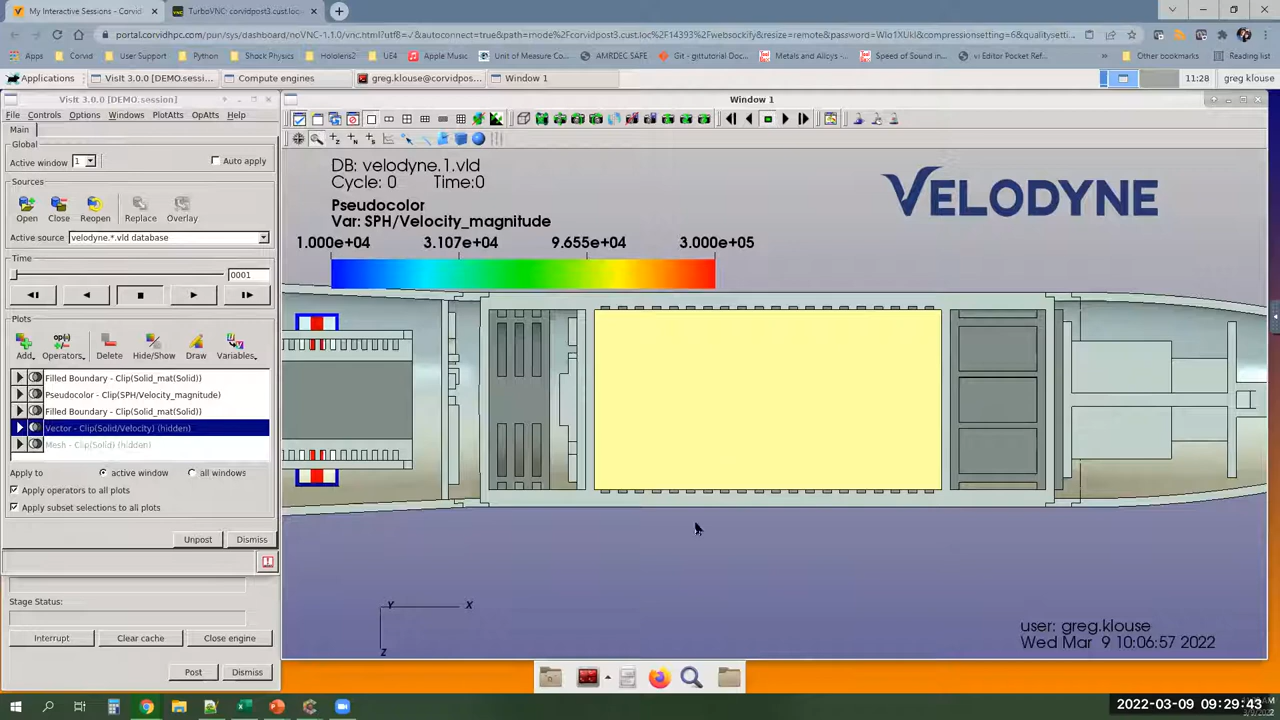 My Interactive Sessions - Corvid
TurboVNC: corvidpost3.cust.loc
portal.corvidhpc.com/pun/sys/dashboard/noVNC-1.1.0/vnc.html?utf8=✓&autoconnect=true&path=mode%2Fcorvidpost3.cust.loc%2F14393%2Fwebsockify&resize=remote&password=
Apps
Corvid
User Support
Python
Shock Physics
Hololens2
UE4
Apple Music
Unit of Measure Co...
AMRDEC SAFE
Git - gittutorial Do...
Metals and Alloys -...
Speed of Sound in...
vi Editor Pocket Ref...
Other bookmarks
Reading list
Applications
VisIt 3.0.0 [DEMO.sessi...
Compute engines
greg.klouse@corvidpos...
Window 1
11:28
greg klouse
VisIt 3.0.0 [DEMO.session]
Window 1
File Controls Options Windows PlotAtts OpAtts Help
Main
Global
Active window 1
Auto apply
Sources
Open Close Reopen Replace Overlay
Active source velodyne.*.vld database
Time
0001
Plots
Add. Operators. Delete Hide/Show Draw Variables.
Filled Boundary - Clip(Solid_mat(Solid))
Pseudocolor - Clip(SPH/Velocity_magnitude)
Filled Boundary - Clip(Solid_mat(Solid))
Vector - Clip(Solid/Velocity) (hidden)
Mesh - Clip(Solid) (hidden)
Apply to active window all windows
Apply operators to all plots
Apply subset selections to all plots
Unpost Dismiss
Stage Status:
Interrupt Clear cache Close engine
Post Dismiss
DB: velodyne.1.vld
Cycle: 0 Time:0
Pseudocolor
Var: SPH/Velocity_magnitude
1.000e+04 3.107e+04 9.655e+04 3.000e+05
VELODYNE
Y X
Z
user: greg.klouse
Wed Mar 9 10:06:57 2022
2022-03-09 09:29:43